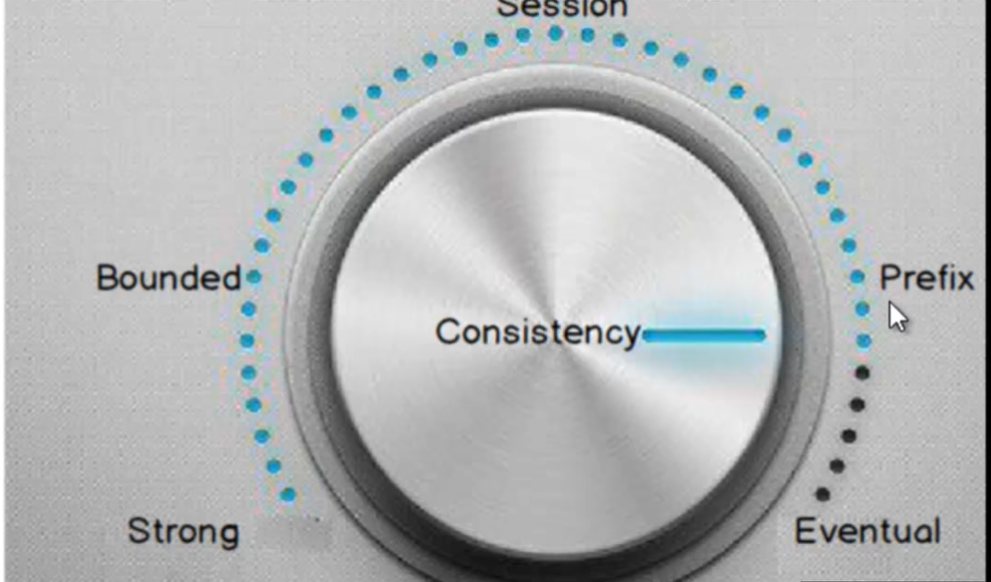 Session
Bounded
Prefix
Consistency
Strong
Eventual